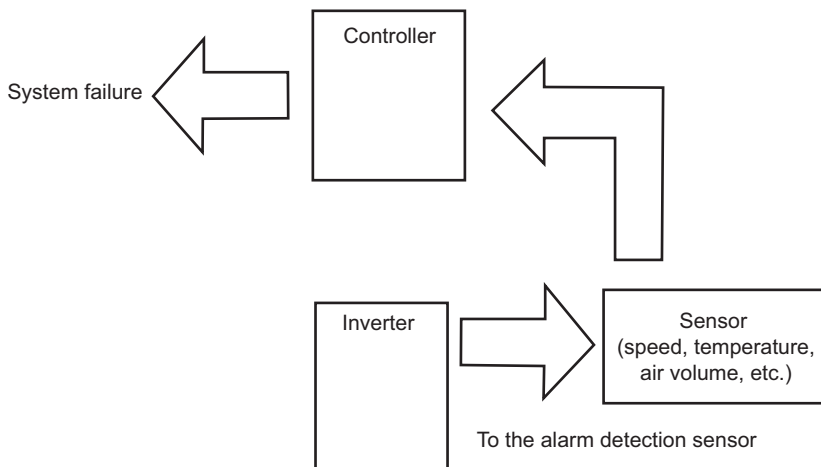 Controller
System failure
Inverter
Sensor
(speed, temperature,
air volume, etc.)
To the alarm detection sensor